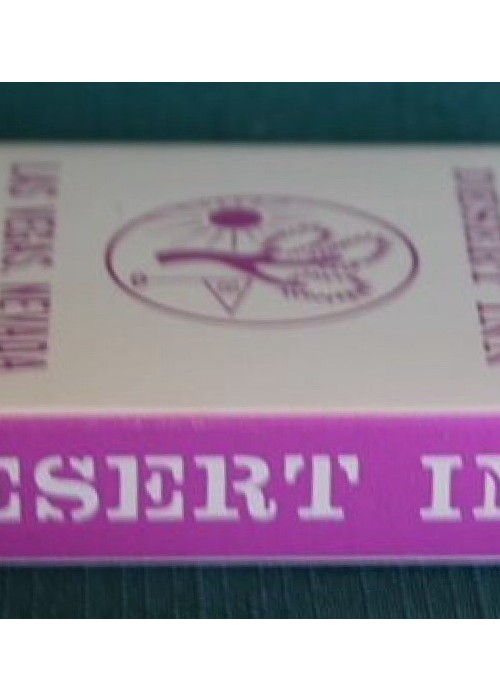 LAS VEGAS, NEVADA
DESERT INN
ESERT IN